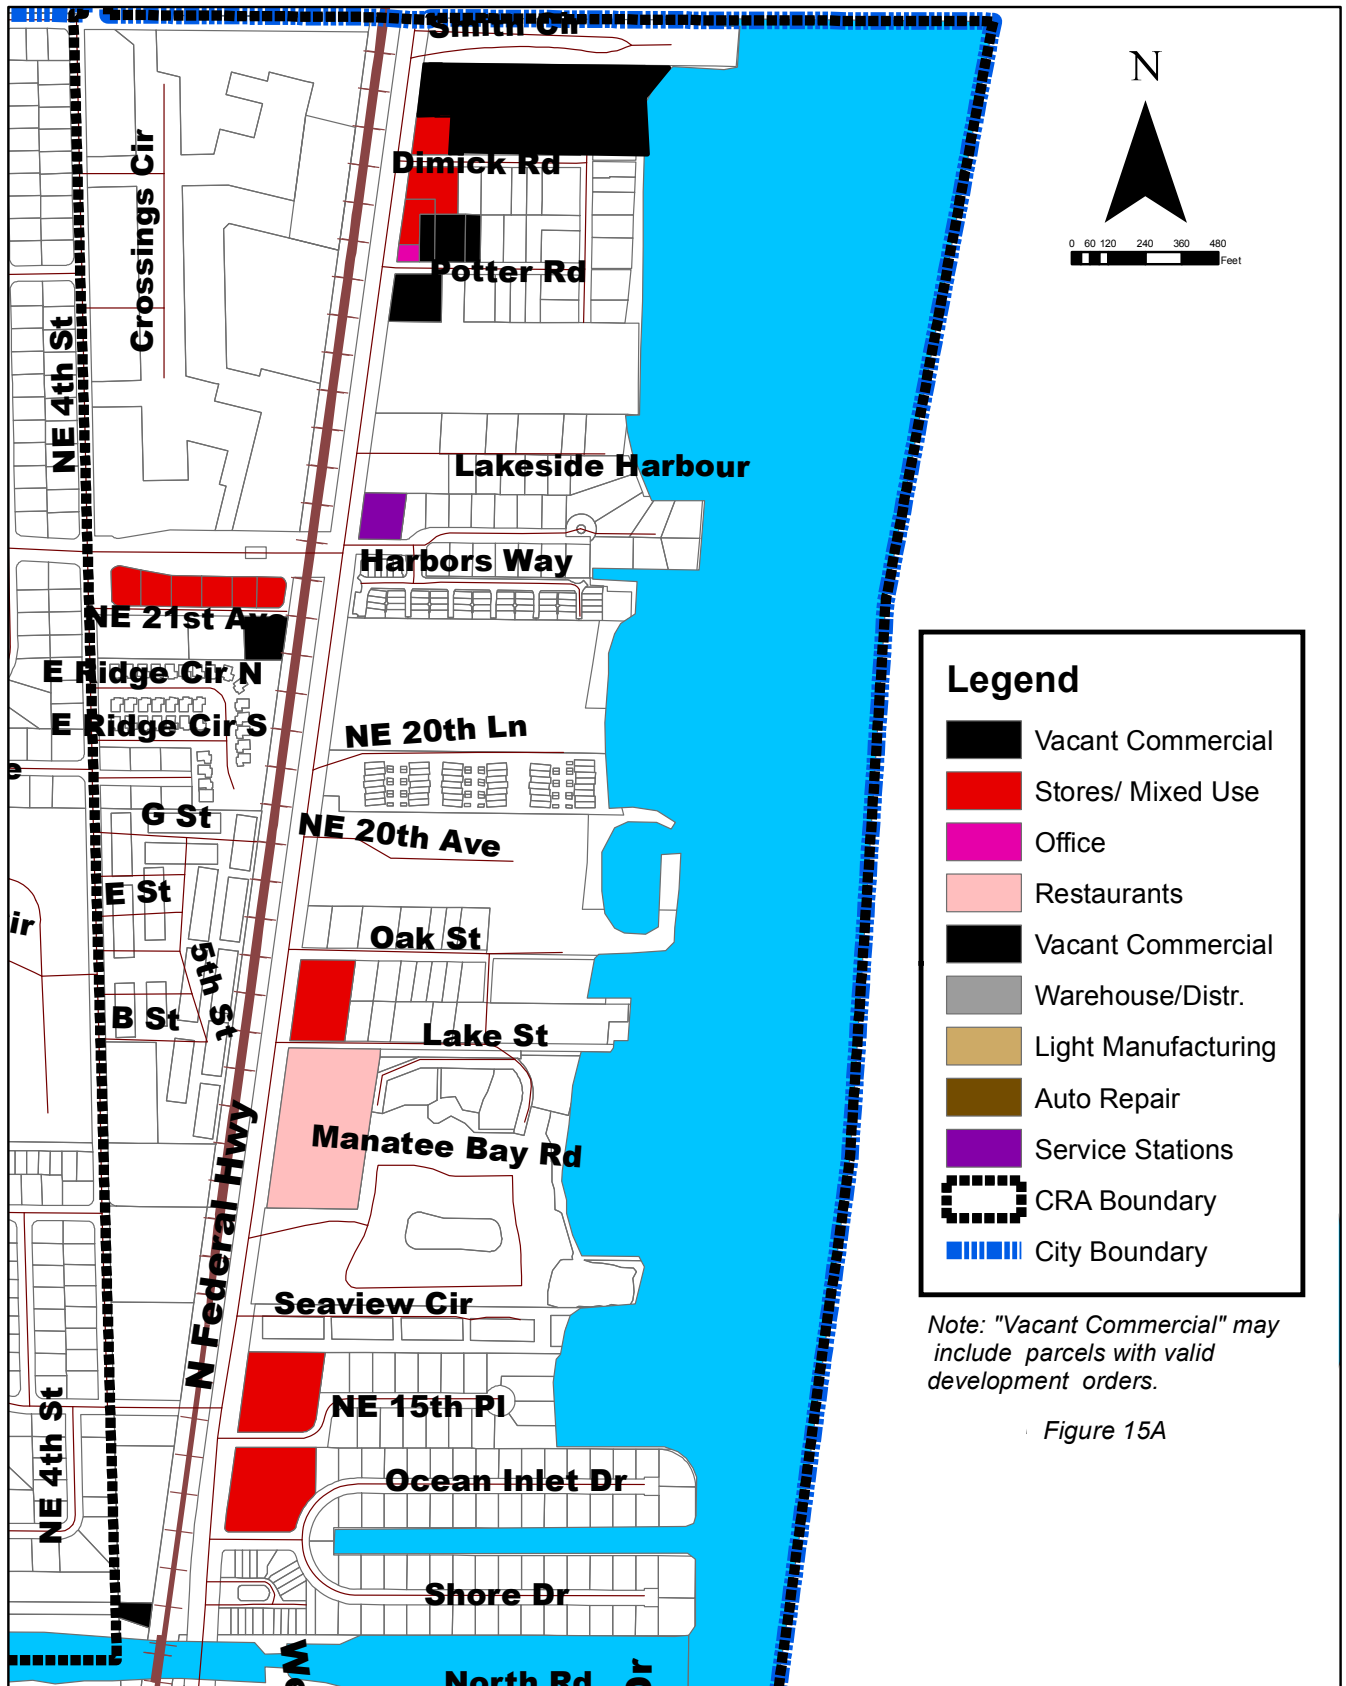 Smith Cir
N
Dimick Rd
Crossings Cir
0 60 120 240 360 480
Feet
Potter Rd
NE 4th St
Lakeside Harbour
Harbors Way
NE 21st Ave
E Ridge Cir N
E Ridge Cir S
NE 20th Ln
G St
NE 20th Ave
E St
ir
Oak St
5th St
B St
Lake St
Manatee Bay Rd
N Federal Hwy
Seaview Cir
NE 15th Pl
NE 4th St
Ocean Inlet Dr
Shore Dr
North Rd
Dr
Legend
Vacant Commercial
Stores/ Mixed Use
Office
Restaurants
Vacant Commercial
Warehouse/Distr.
Light Manufacturing
Auto Repair
Service Stations
CRA Boundary
City Boundary
Note: "Vacant Commercial" may
include parcels with valid
development orders.
Figure 15A